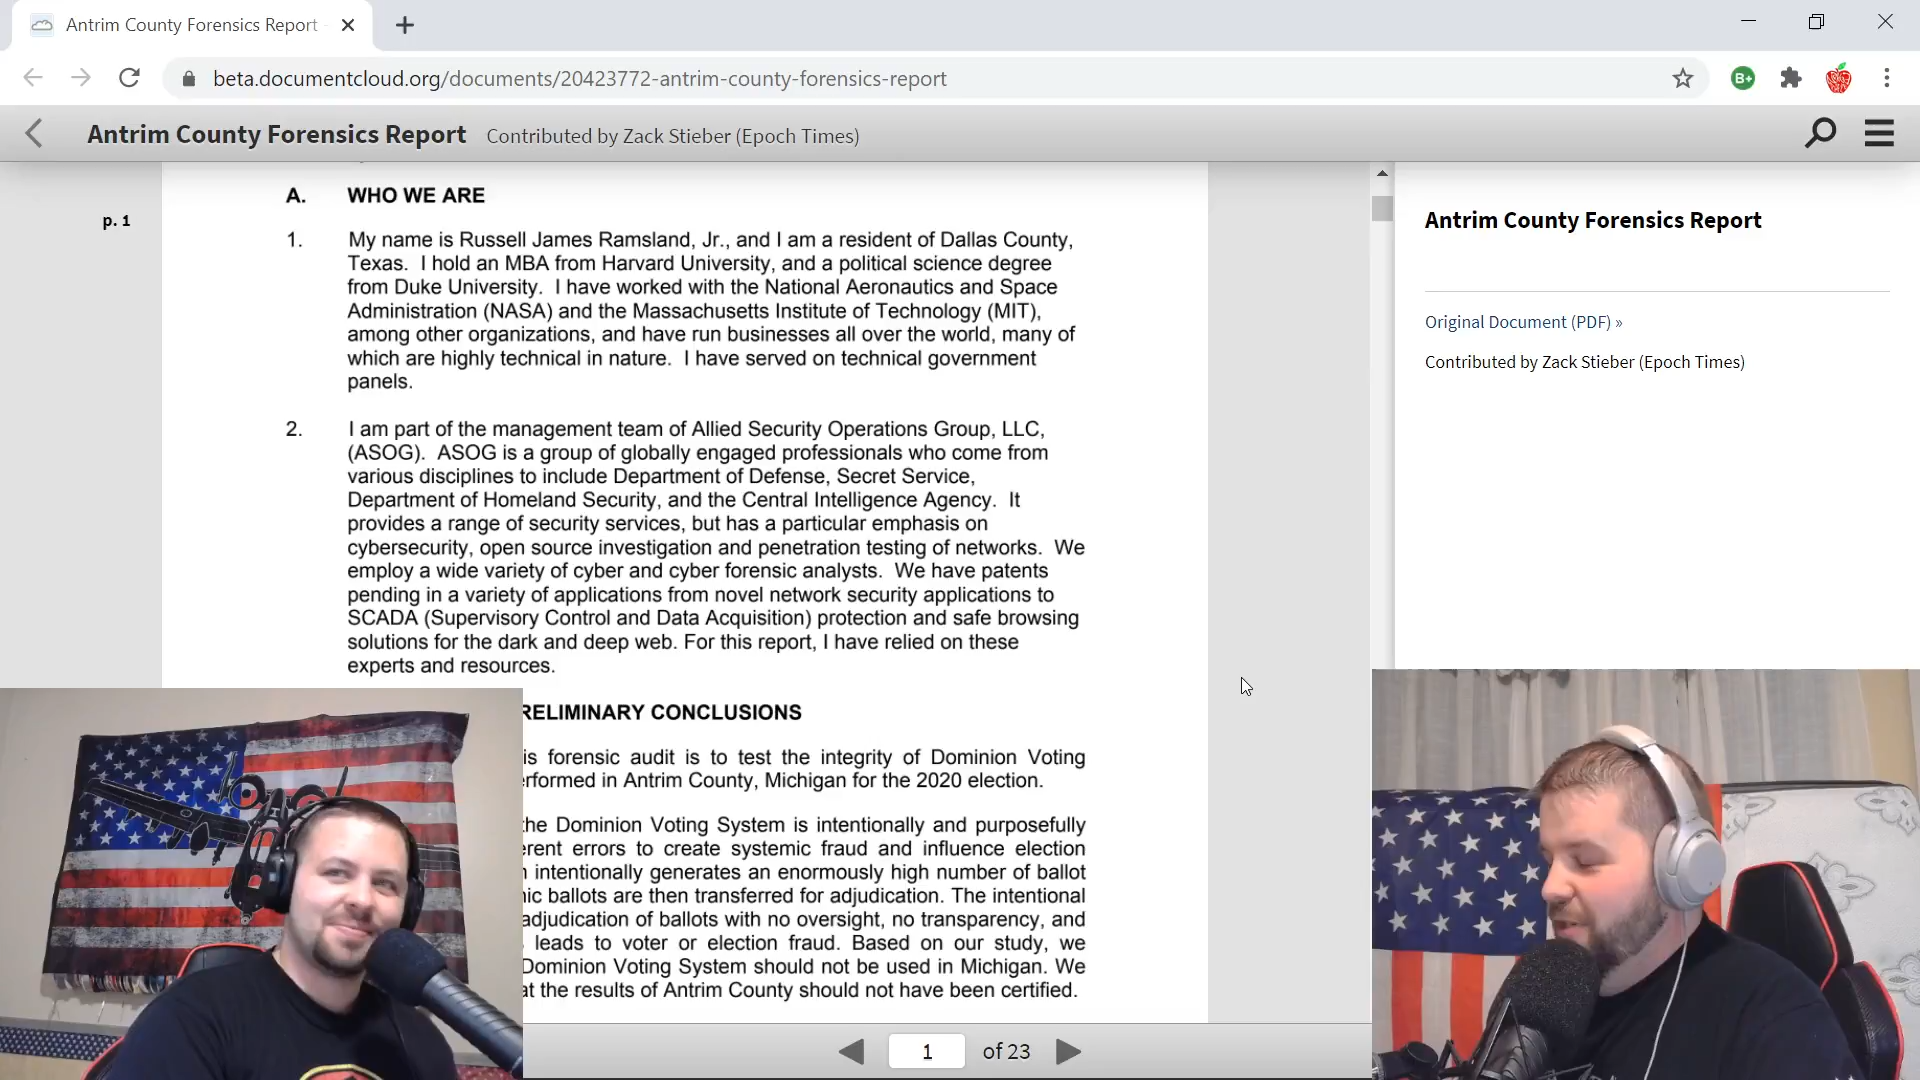 Antrim County Forensics Report
beta.documentcloud.org/documents/20423772-antrim-county-forensics-report
B+
Antrim County Forensics Report Contributed by Zack Stieber (Epoch Times)
p. 1
A. WHO WE ARE
1. My name is Russell James Ramsland, Jr., and I am a resident of Dallas County,
Texas. I hold an MBA from Harvard University, and a political science degree
from Duke University. I have worked with the National Aeronautics and Space
Administration (NASA) and the Massachusetts Institute of Technology (MIT),
among other organizations, and have run businesses all over the world, many of
which are highly technical in nature. I have served on technical government
panels.
2. I am part of the management team of Allied Security Operations Group, LLC,
(ASOG). ASOG is a group of globally engaged professionals who come from
various disciplines to include Department of Defense, Secret Service,
Department of Homeland Security, and the Central Intelligence Agency. It
provides a range of security services, but has a particular emphasis on
cybersecurity, open source investigation and penetration testing of networks. We
employ a wide variety of cyber and cyber forensic analysts. We have patents
pending in a variety of applications from novel network security applications to
SCADA (Supervisory Control and Data Acquisition) protection and safe browsing
solutions for the dark and deep web. For this report, I have relied on these
experts and resources.
RELIMINARY CONCLUSIONS
is forensic audit is to test the integrity of Dominion Voting
rformed in Antrim County, Michigan for the 2020 election.
the Dominion Voting System is intentionally and purposefully
erent errors to create systemic fraud and influence election
intentionally generates an enormously high number of ballot
ic ballots are then transferred for adjudication. The intentional
adjudication of ballots with no oversight, no transparency, and
leads to voter or election fraud. Based on our study, we
Dominion Voting System should not be used in Michigan. We
at the results of Antrim County should not have been certified.
1 of 23
Antrim County Forensics Report
Original Document (PDF) »
Contributed by Zack Stieber (Epoch Times)